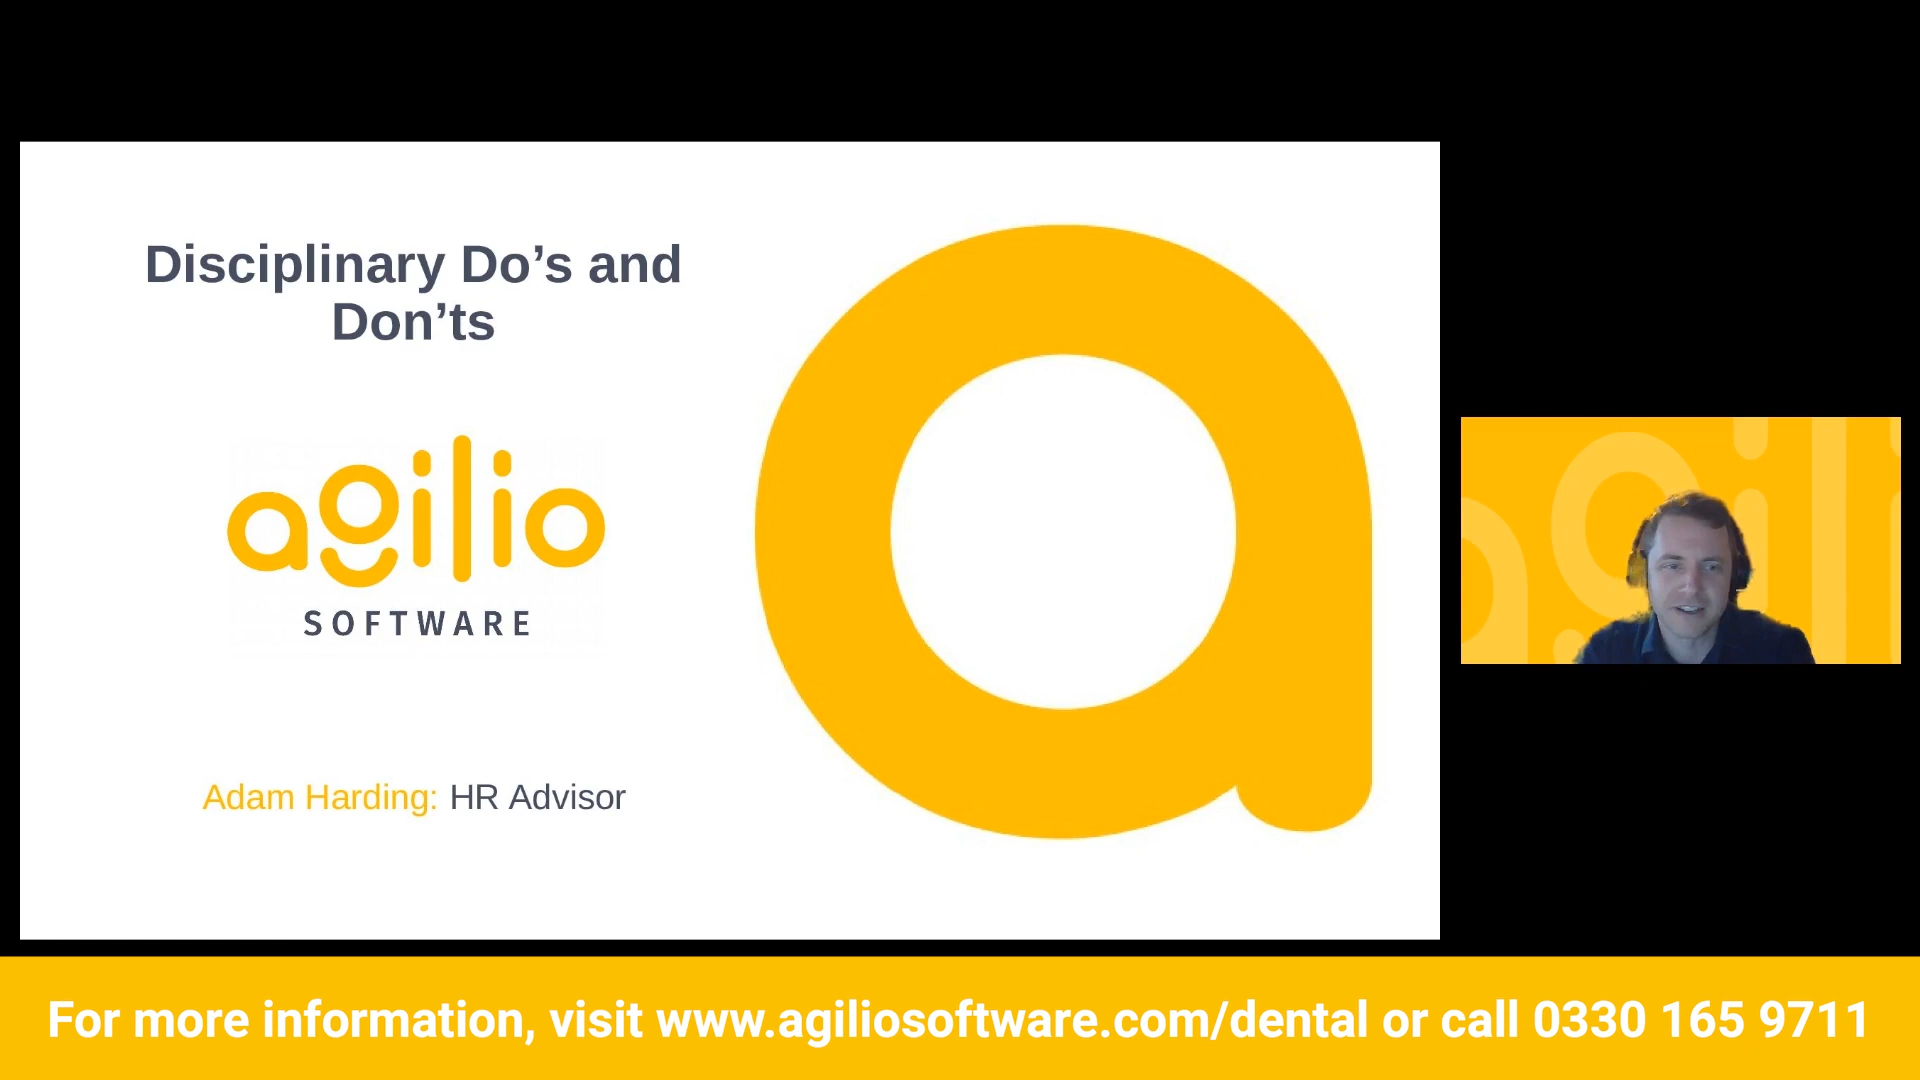 Disciplinary Do’s and
Don’ts
agilio
SOFTWARE
Adam Harding: HR Advisor
a
agili
For more information, visit www.agiliosoftware.com/dental or call 0330 165 9711